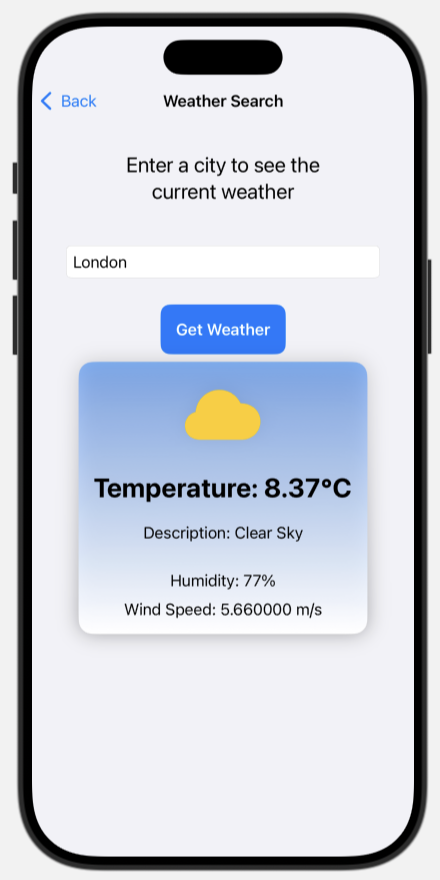 Back
Weather Search
Enter a city to see the
current weather
London
Get Weather
Temperature: 8.37°C
Description: Clear Sky
Humidity: 77%
Wind Speed: 5.660000 m/s